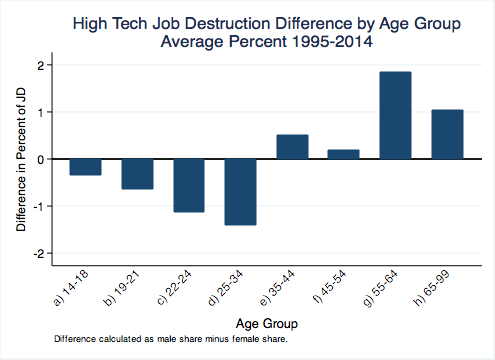 High Tech Job Destruction Difference by Age Group
Average Percent 1995-2014
Difference in Percent of JD
2
1
0
-1
-2
a) 14-18
b) 19-21
c) 22-24
d) 25-34
e) 35-44
f) 45-54
g) 55-64
h) 65-99
Age Group
Difference calculated as male share minus female share.